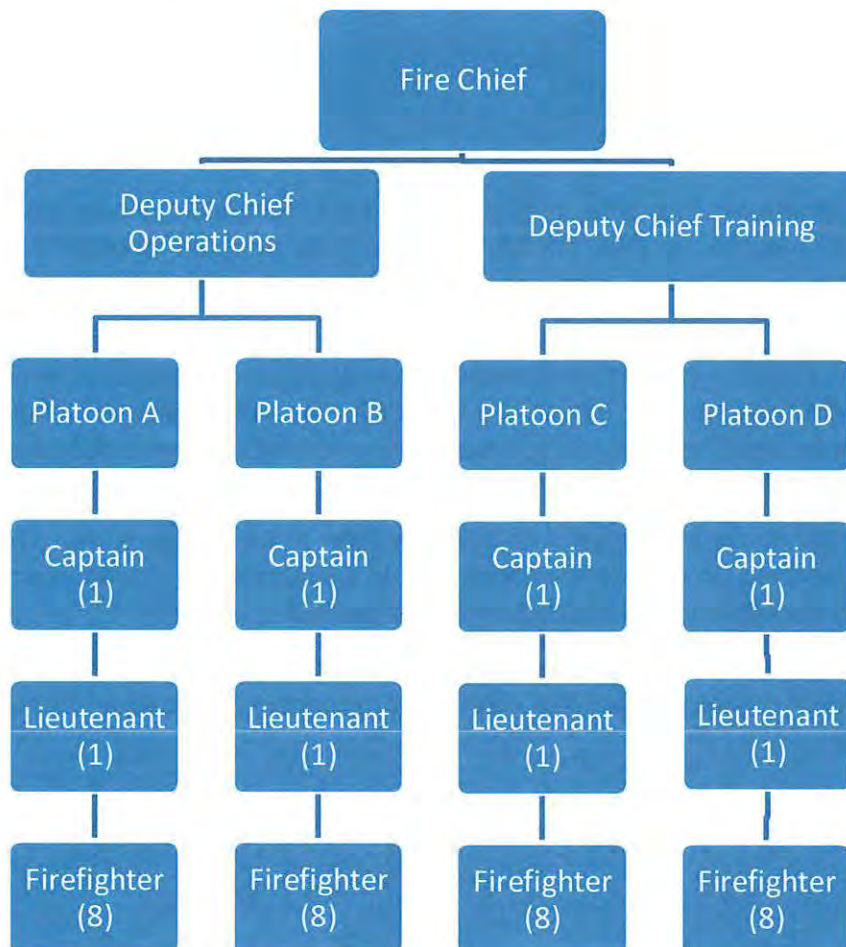 Fire Chief
Deputy Chief
Operations
Deputy Chief Training
Platoon A
Platoon B
Platoon C
Platoon D
Captain
(1)
Captain
(1)
Captain
(1)
Captain
(1)
Lieutenant
(1)
Lieutenant
(1)
Lieutenant
(1)
Lieutenant
(1)
Firefighter
(8)
Firefighter
(8)
Firefighter
(8)
Firefighter
(8)